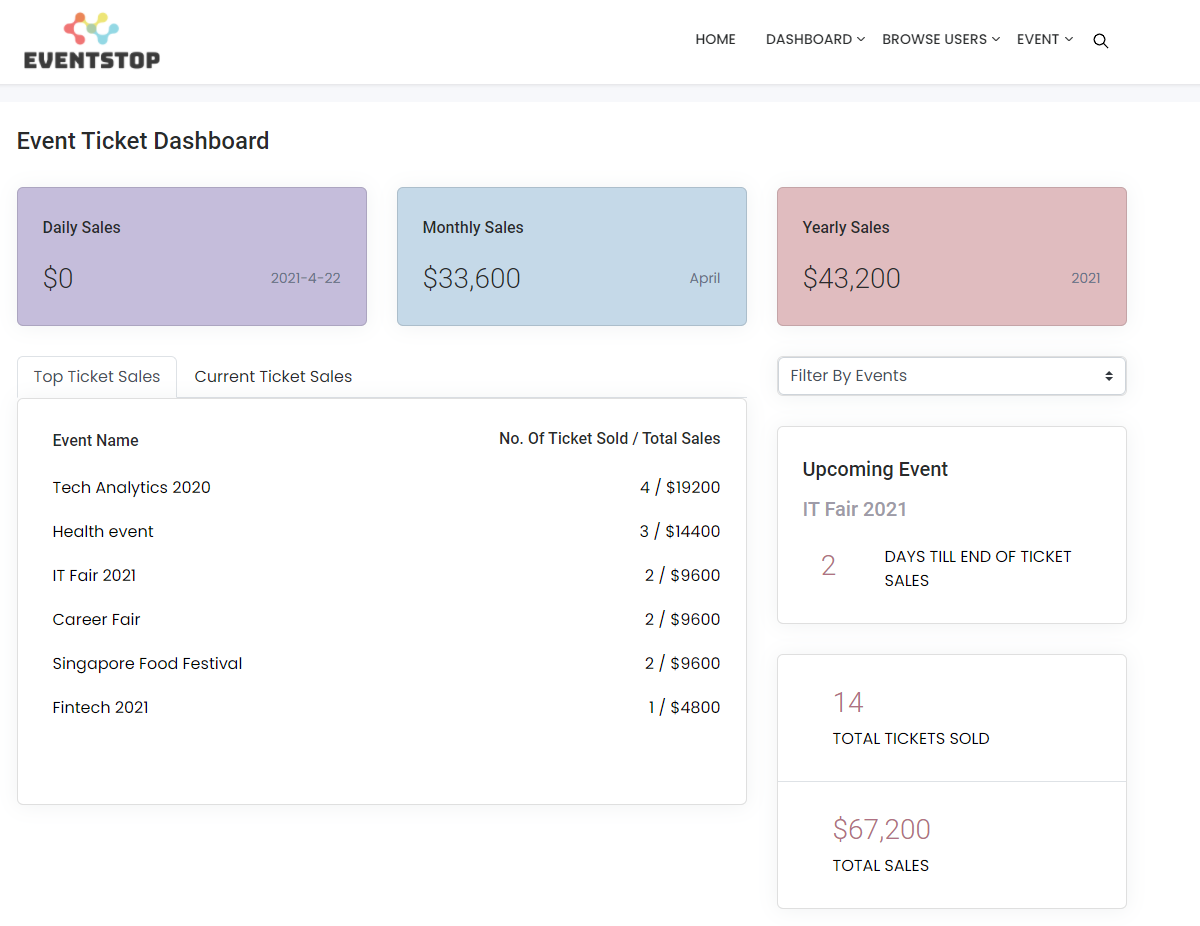 EVENTSTOP
HOME DASHBOARD BROWSE USERS EVENT
Event Ticket Dashboard
Daily Sales
$0 2021-4-22
Monthly Sales
$33,600 April
Yearly Sales
$43,200 2021
Top Ticket Sales Current Ticket Sales
Event Name No. Of Ticket Sold / Total Sales
Tech Analytics 2020 4 / $19200
Health event 3 / $14400
IT Fair 2021 2 / $9600
Career Fair 2 / $9600
Singapore Food Festival 2 / $9600
Fintech 2021 1 / $4800
Filter By Events
Upcoming Event
IT Fair 2021
2 DAYS TILL END OF TICKET
SALES
14
TOTAL TICKETS SOLD
$67,200
TOTAL SALES